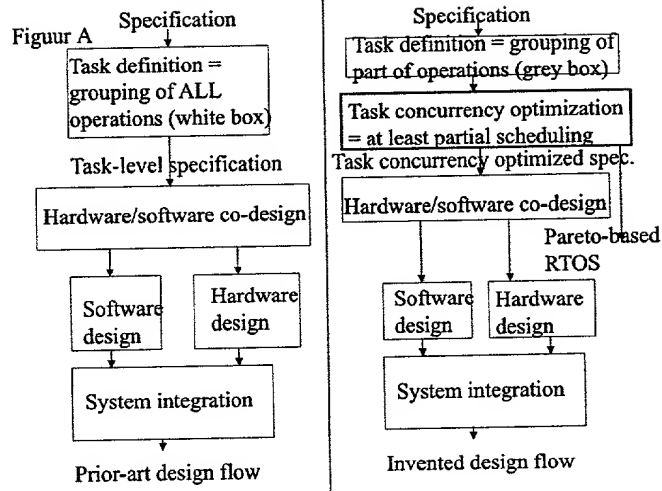 Figuur A
Specification
Task definition =
grouping of ALL
operations (white box)
Task-level specification
Hardware/software co-design
Software
design
Hardware
design
System integration
Prior-art design flow
Specification
Task definition = grouping of
part of operations (grey box)
Task concurrency optimization
= at least partial scheduling
Task concurrency optimized spec.
Hardware/software co-design
Pareto-based
RTOS
Software
design
Hardware
design
System integration
Invented design flow